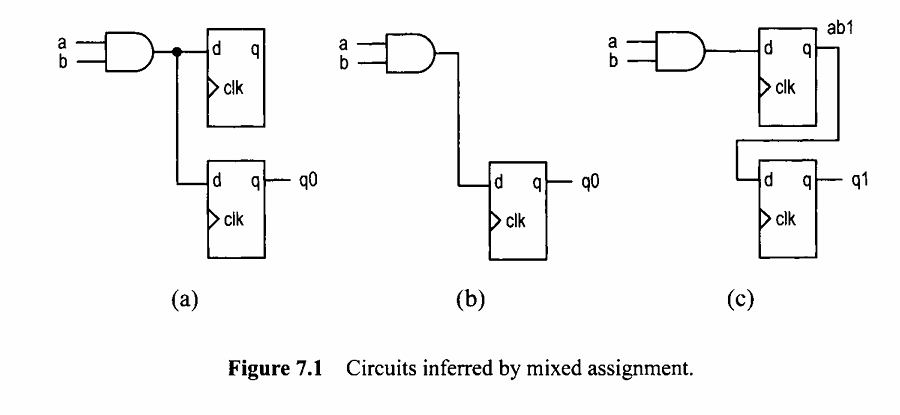 a
b
d q
clk
d q q0
clk
(a)
a
b
d q q0
clk
(b)
a
b
d q ab1
clk
d q q1
clk
(c)
Figure 7.1 Circuits inferred by mixed assignment.